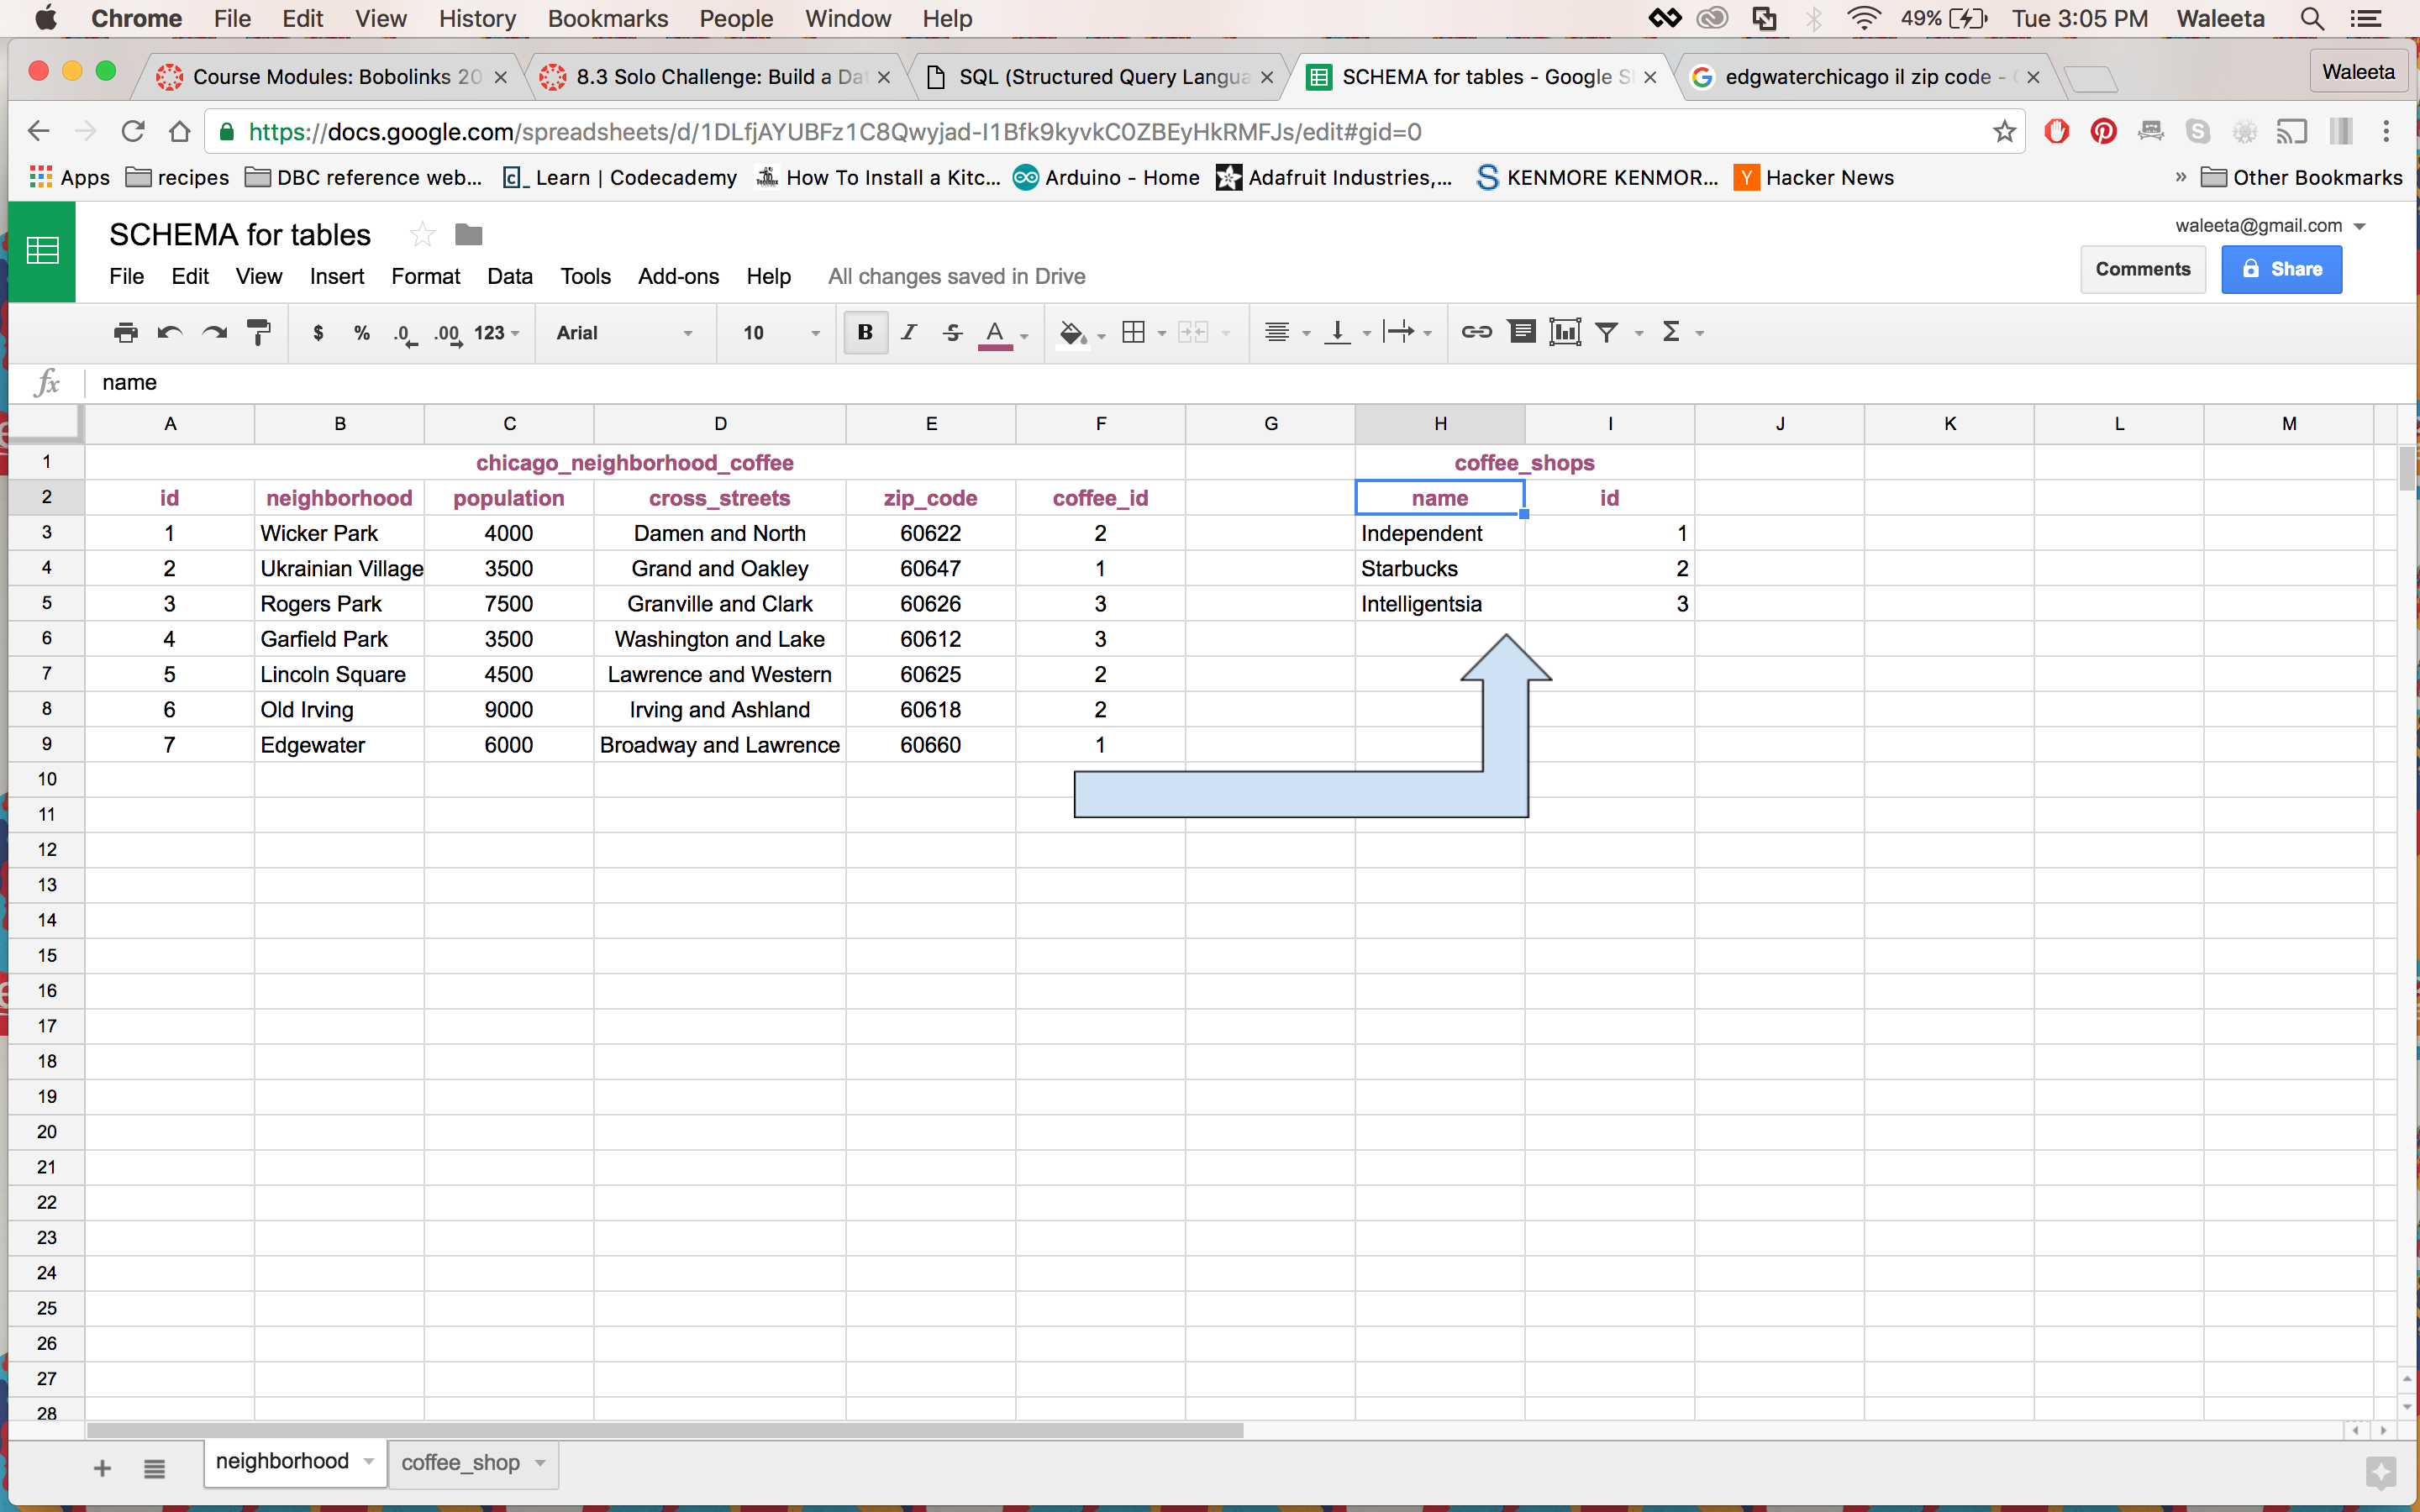 Chrome File Edit View History Bookmarks People Window Help 49% Tue 3:05 PM Waleeta
Course Modules: Bobolinks 20 8.3 Solo Challenge: Build a Da SQL (Structured Query Langua SCHEMA for tables - Google S edgwaterchicago il zip code - Waleeta
https://docs.google.com/spreadsheets/d/1DLfjAYUBFz1C8Qwyjad-I1Bfk9kyvkC0ZBEyHkRMFJs/edit#gid=0
Apps recipes DBC reference web... Learn | Codecademy How To Install a Kitc... Arduino - Home Adafruit Industries,... KENMORE KENMOR... Hacker News » Other Bookmarks
SCHEMA for tables waleeta@gmail.com
File Edit View Insert Format Data Tools Add-ons Help All changes saved in Drive Comments Share
$ % .0 .00 123 Arial 10 B I S A Σ
fx name
A B C D E F G H I J K L M
1 chicago_neighborhood_coffee coffee_shops
2 id neighborhood population cross_streets zip_code coffee_id name id
3 1 Wicker Park 4000 Damen and North 60622 2 Independent 1
4 2 Ukrainian Village 3500 Grand and Oakley 60647 1 Starbucks 2
5 3 Rogers Park 7500 Granville and Clark 60626 3 Intelligentsia 3
6 4 Garfield Park 3500 Washington and Lake 60612 3
7 5 Lincoln Square 4500 Lawrence and Western 60625 2
8 6 Old Irving 9000 Irving and Ashland 60618 2
9 7 Edgewater 6000 Broadway and Lawrence 60660 1
10
11
12
13
14
15
16
17
18
19
20
21
22
23
24
25
26
27
28
+ neighborhood coffee_shop